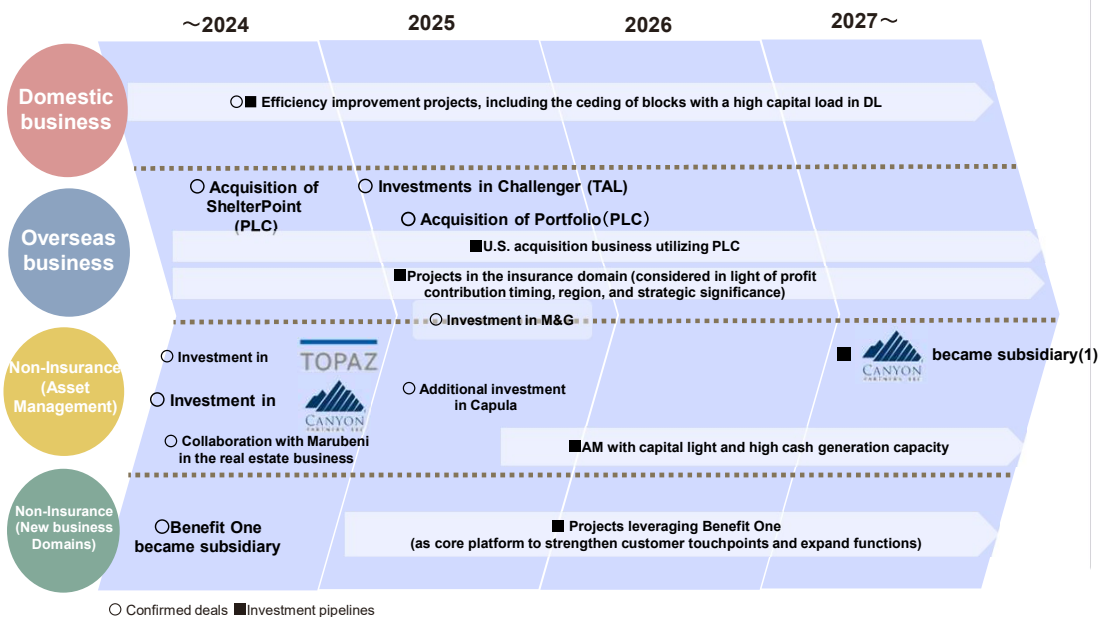 ~2024
2025
2026
2027~
Domestic
business
○■ Efficiency improvement projects, including the ceding of blocks with a high capital load in DL
Overseas
business
○ Acquisition of
ShelterPoint
(PLC)
○ Investments in Challenger (TAL)
○ Acquisition of Portfolio(PLC)
■U.S. acquisition business utilizing PLC
■Projects in the insurance domain (considered in light of profit
contribution timing, region, and strategic significance)
○ Investment in M&G
Non-Insurance
(Asset
Management)
○ Investment in
TOPAZ
○ Investment in
CANYON
PARTNERS, LLC
○ Collaboration with Marubeni
in the real estate business
○ Additional investment
in Capula
■
CANYON
PARTNERS, LLC
became subsidiary(1)
■AM with capital light and high cash generation capacity
Non-Insurance
(New business
Domains)
○Benefit One
became subsidiary
■ Projects leveraging Benefit One
(as core platform to strengthen customer touchpoints and expand functions)
○ Confirmed deals ■Investment pipelines